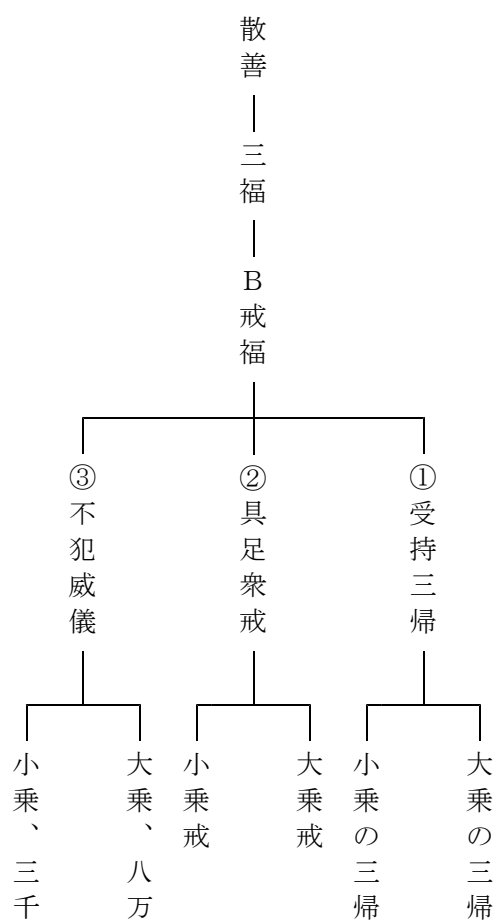 散善
三福
B戒福
①受持三帰
②具足衆戒
③不犯威儀
大乗の三帰
小乗の三帰
大乗戒
小乗戒
大乗、八万
小乗、三千